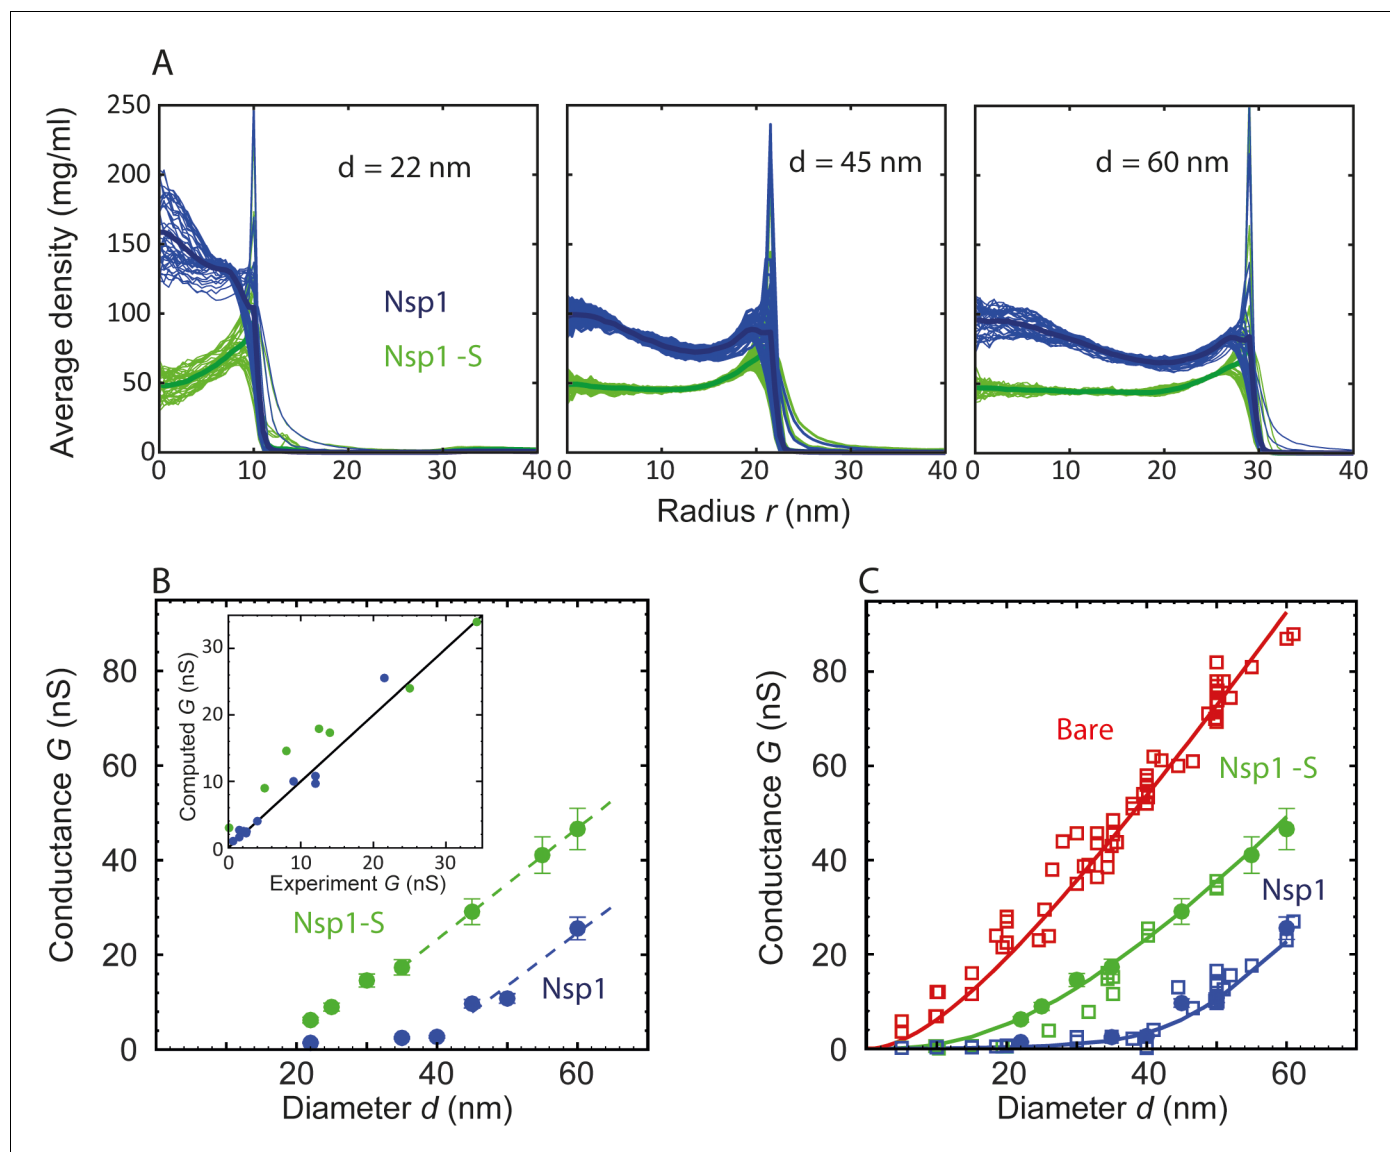 A
Average density (mg/ml)
250
200
150
100
50
0
d = 22 nm
d = 45 nm
d = 60 nm
Nsp1
Nsp1 -S
0 10 20 30 40
0 10 20 30 40
0 10 20 30 40
Radius r (nm)
B
Conductance G (nS)
80
60
40
20
0
20 40 60
Diameter d (nm)
Computed G (nS)
30
20
10
0
0 10 20 30
Experiment G (nS)
Nsp1-S
Nsp1
C
Conductance G (nS)
80
60
40
20
0
20 40 60
Diameter d (nm)
Bare
Nsp1 -S
Nsp1